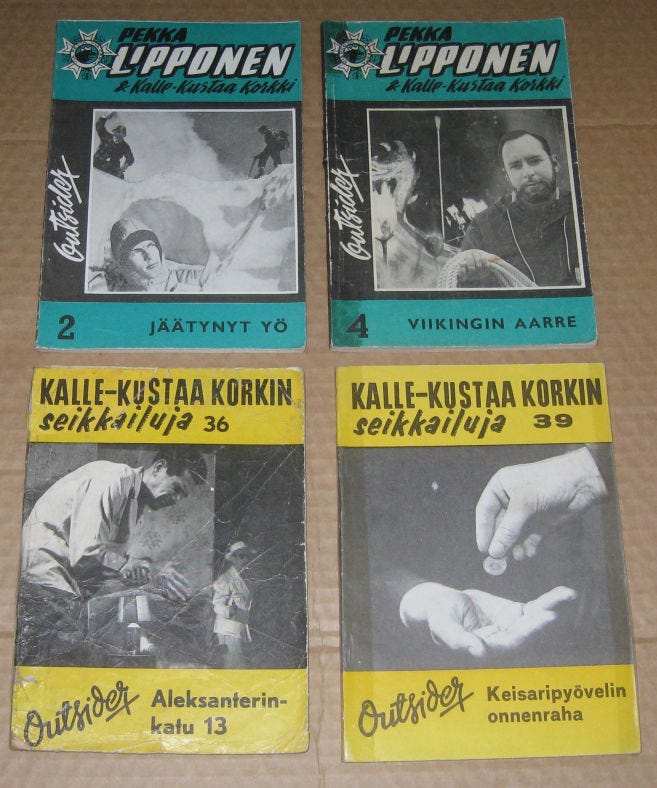 PEKKA
LIPPONEN
& Kalle-Kustaa Korkki
Outsider
2 JÄÄTYNYT YÖ
PEKKA
LIPPONEN
& Kalle-Kustaa Korkki
Outsider
4 VIIKINGIN AARRE
KALLE-KUSTAA KORKIN
seikkailuja 36
Outsider
Aleksanterin-
katu 13
KALLE-KUSTAA KORKIN
seikkailuja 39
Outsider
Keisaripyövelin
onnenraha